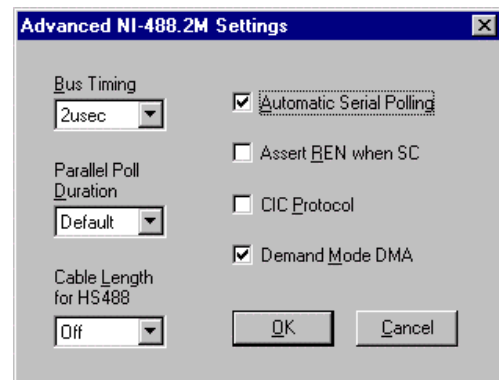 Advanced NI-488.2M Settings
Bus Timing
2usec
Parallel Poll
Duration
Default
Cable Length
for HS488
Off
Automatic Serial Polling
Assert REN when SC
CIC Protocol
Demand Mode DMA
OK
Cancel